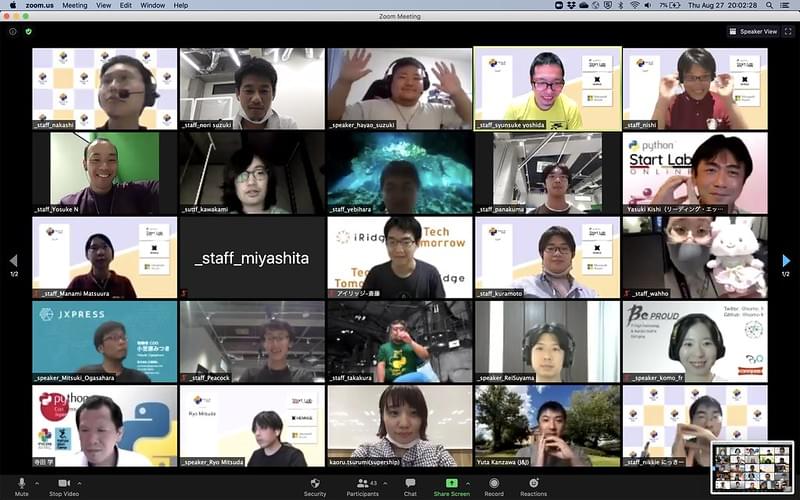 zoom.us Meeting View Edit Window Help
7% Thu Aug 27 20:02:28
Zoom Meeting
Speaker View
_staff_nakashi
_staff_nori suzuki
_speaker_hayao_suzuki
_staff_syunsuke yoshida
_staff_nishi
_staff_Yosuke N
_staff_kawakami
_staff_yebihara
_staff_panakuma
python
Start Lab
ONLINE
Yasuki Kishi（リーディング・エッ…
1/2
_staff_Manami Matsuura
_staff_miyashita
iRidge
Tech
Tomorrow
アイリッジ-斎藤
_staff_kuramoto
_staff_wahho
1/2
JXPRESS
_speaker_Mitsuki_Ogasahara
_staff_Peacock
_staff_takakura
_speaker_ReiSuyama
Be PROUD
_speaker_komo_fr
python
寺田 学
Ryo Mitsuda
_speaker_Ryo Mitsuda
kaoru.tsurumi(supership)
Yuta Kanzawa (J&J)
_staff_nikkie にっきー
Mute
Stop Video
Security
Participants
43
Chat
Share Screen
Record
Reactions